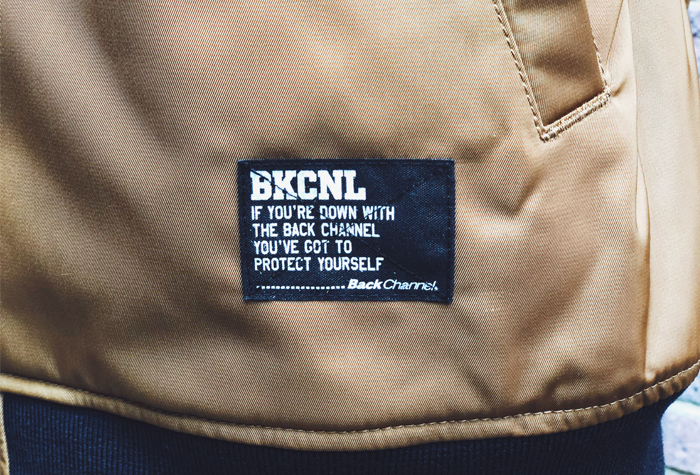 BKCNL
IF YOU'RE DOWN WITH
THE BACK CHANNEL
YOU'VE GOT TO
PROTECT YOURSELF
BackChannel.